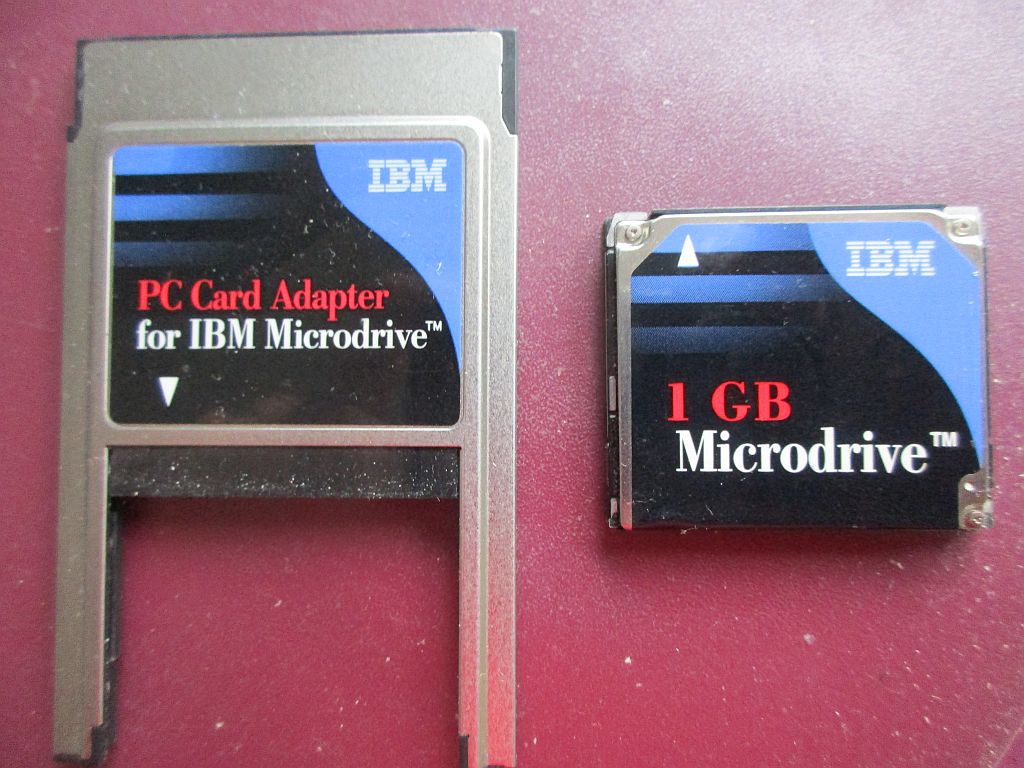 IBM
PC Card Adapter
for IBM Microdrive™
IBM
1 GB
Microdrive™